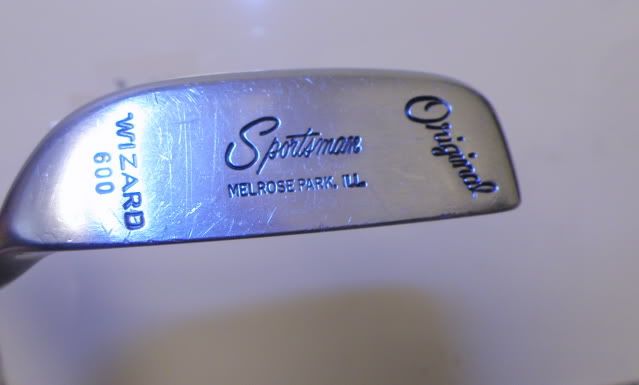 WIZARD
600
Sportsman
MELROSE PARK, ILL.
Original